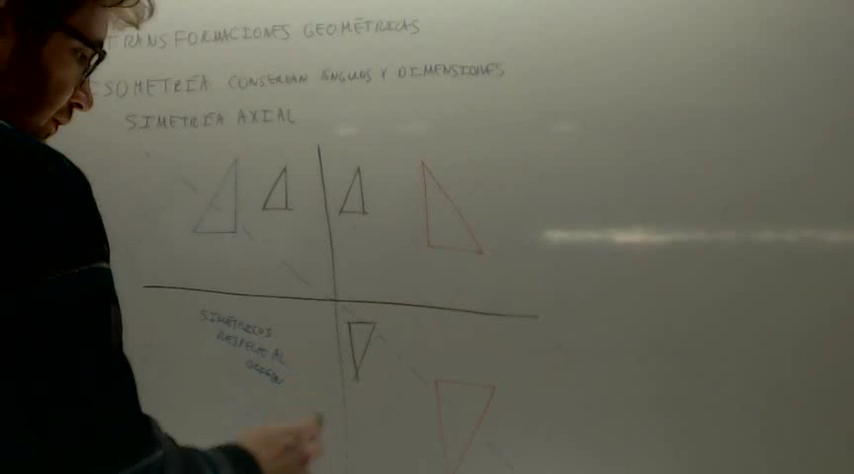 TRANSFORMACIONES GEOMÉTRICAS
ISOMETRÍA CONSERVAN ÁNGULOS Y DIMENSIONES
SIMETRÍA AXIAL
SIMÉTRICOS
RESPECTO AL
ORIGEN